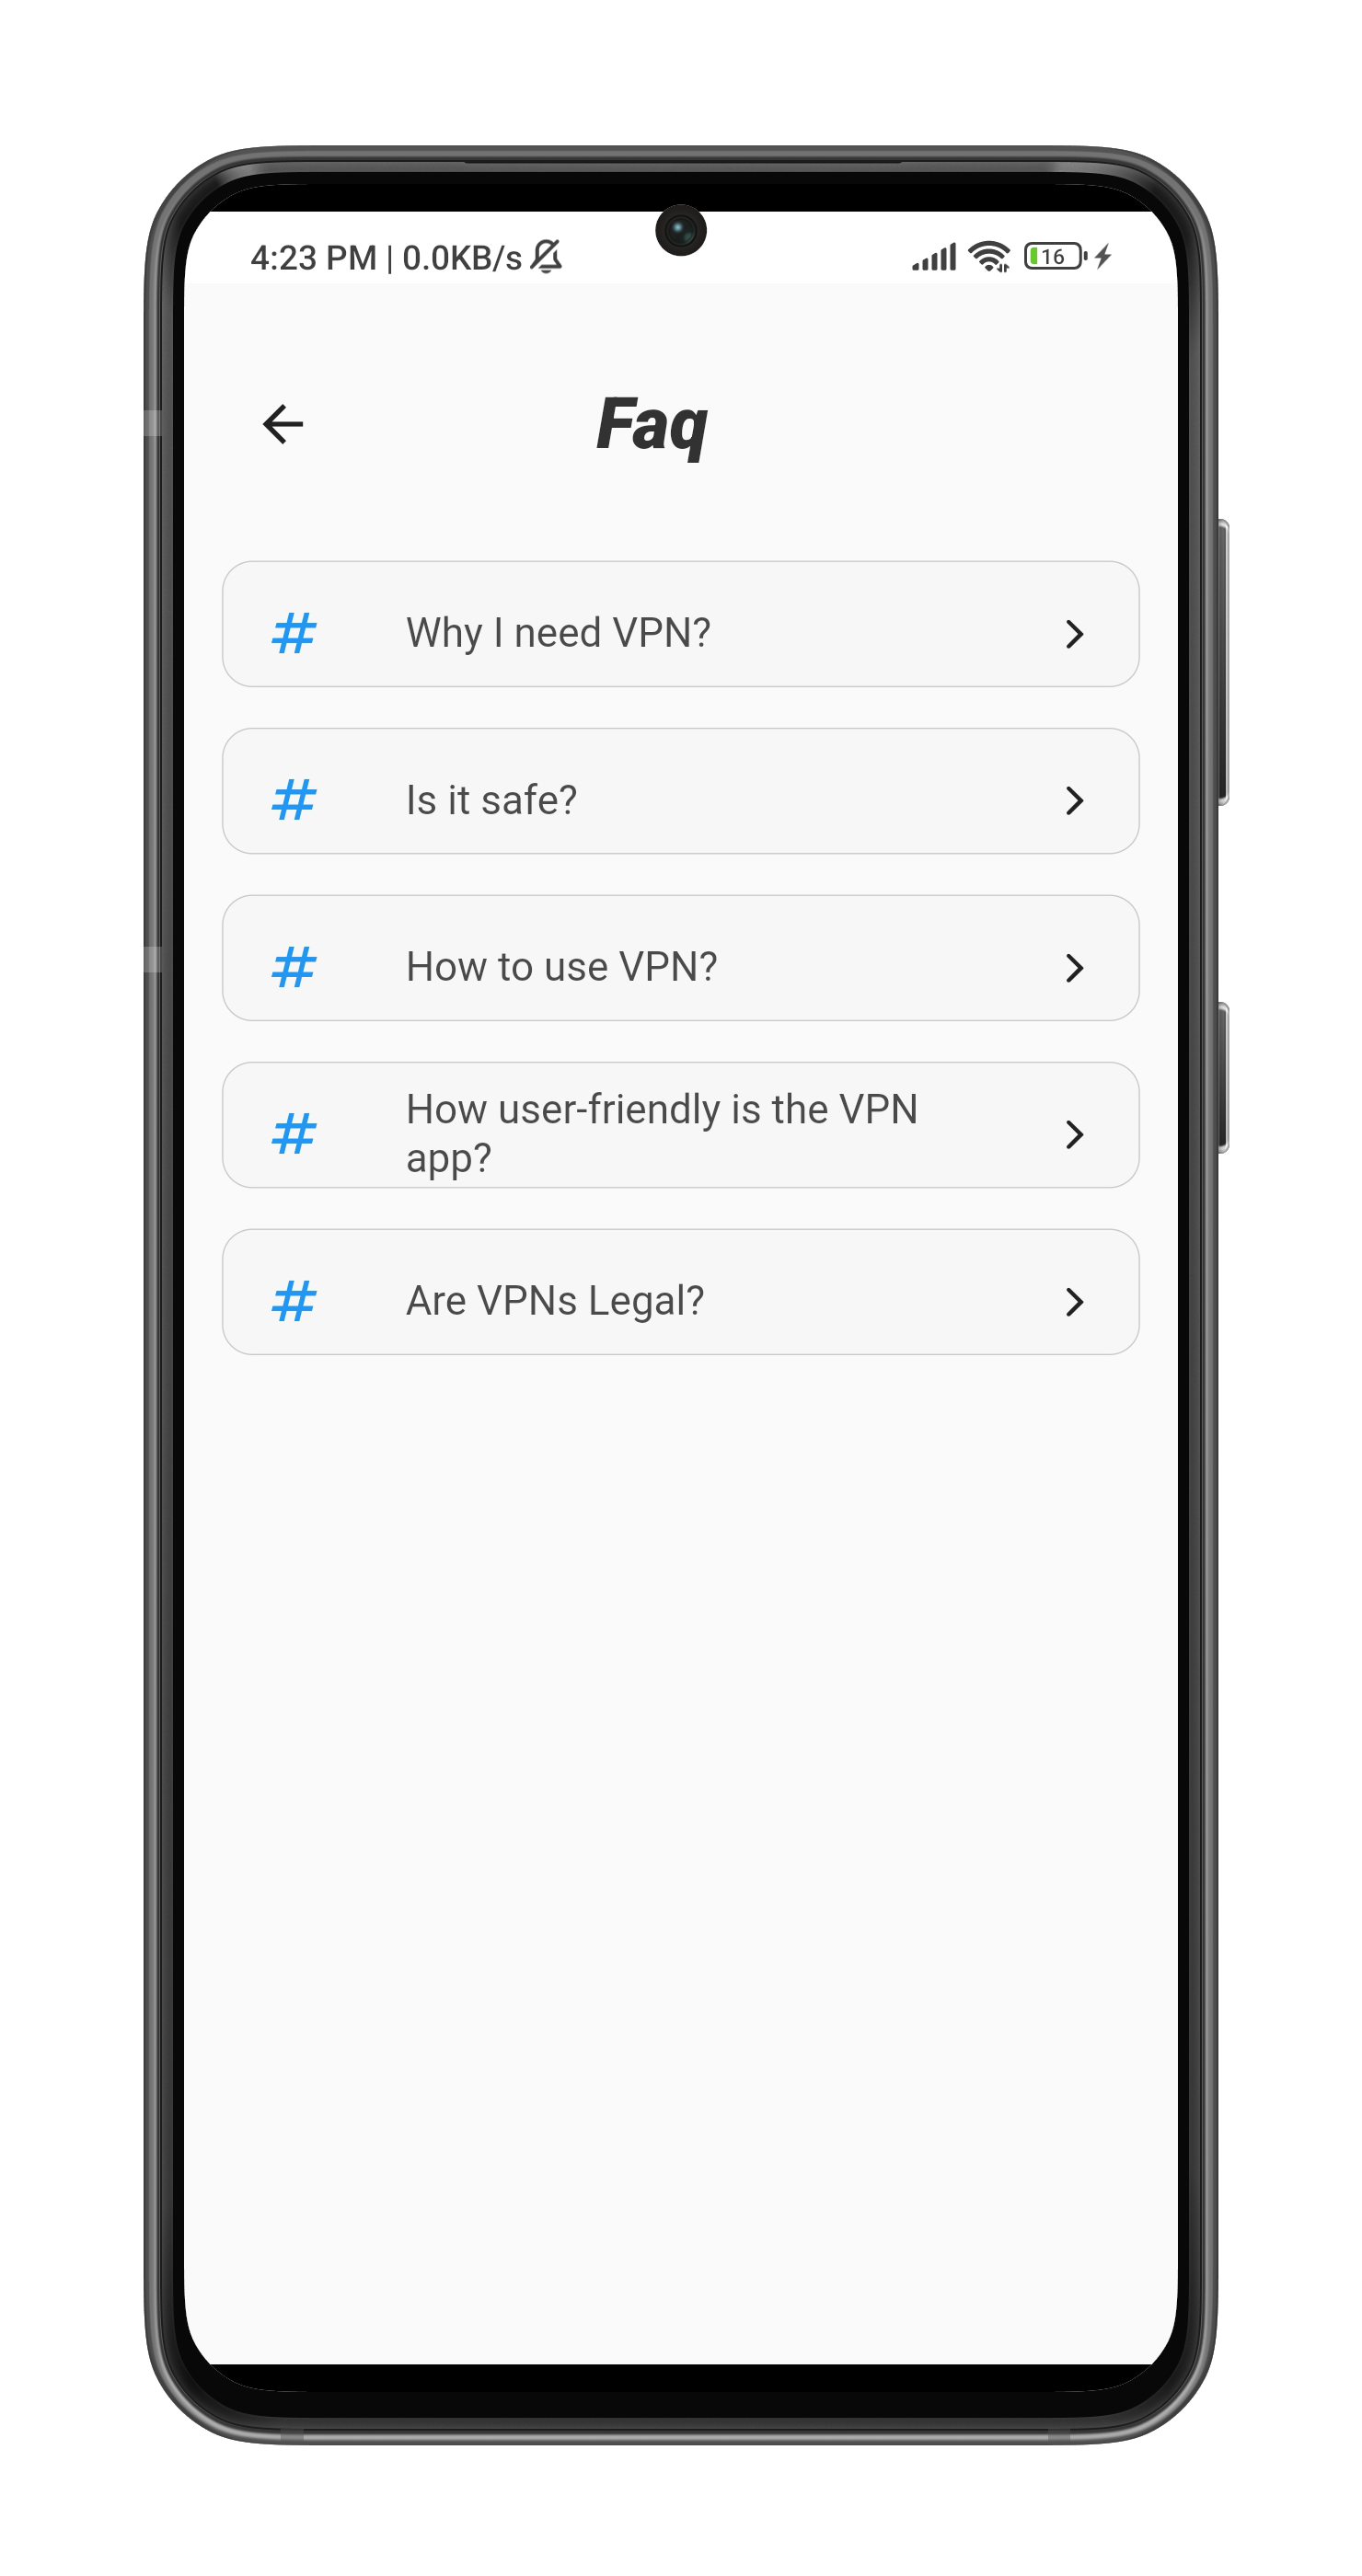 4:23 PM | 0.0KB/s
16
Faq
# Why I need VPN?
# Is it safe?
# How to use VPN?
# How user-friendly is the VPN
app?
# Are VPNs Legal?